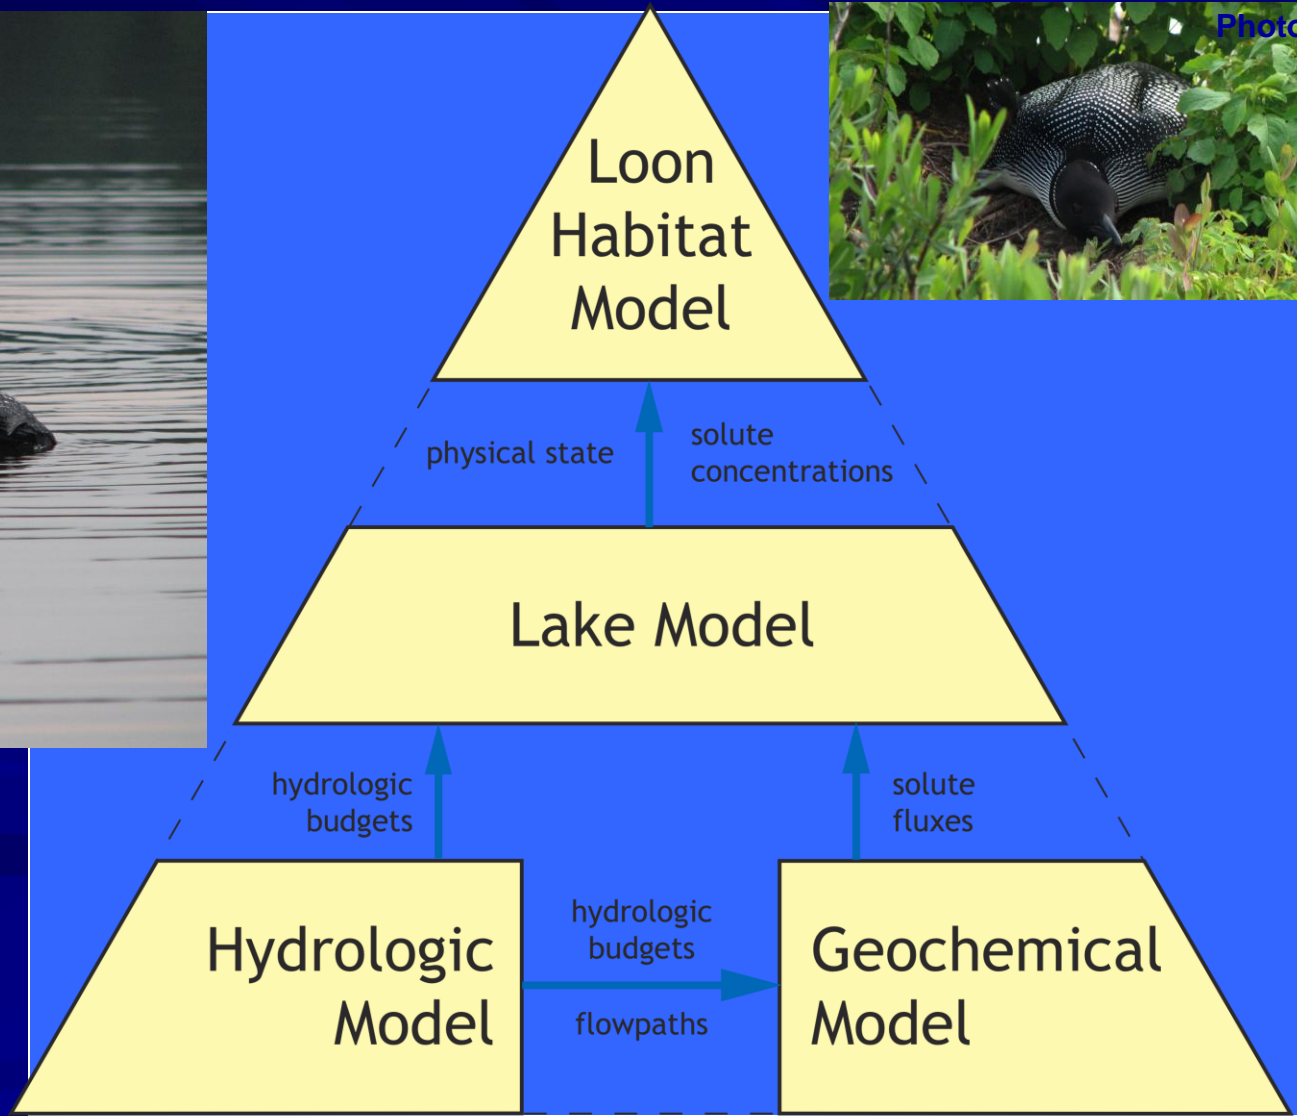 Loon
Habitat
Model
physical state
solute
concentrations
Lake Model
hydrologic
budgets
solute
fluxes
Hydrologic
Model
hydrologic
budgets
flowpaths
Geochemical
Model